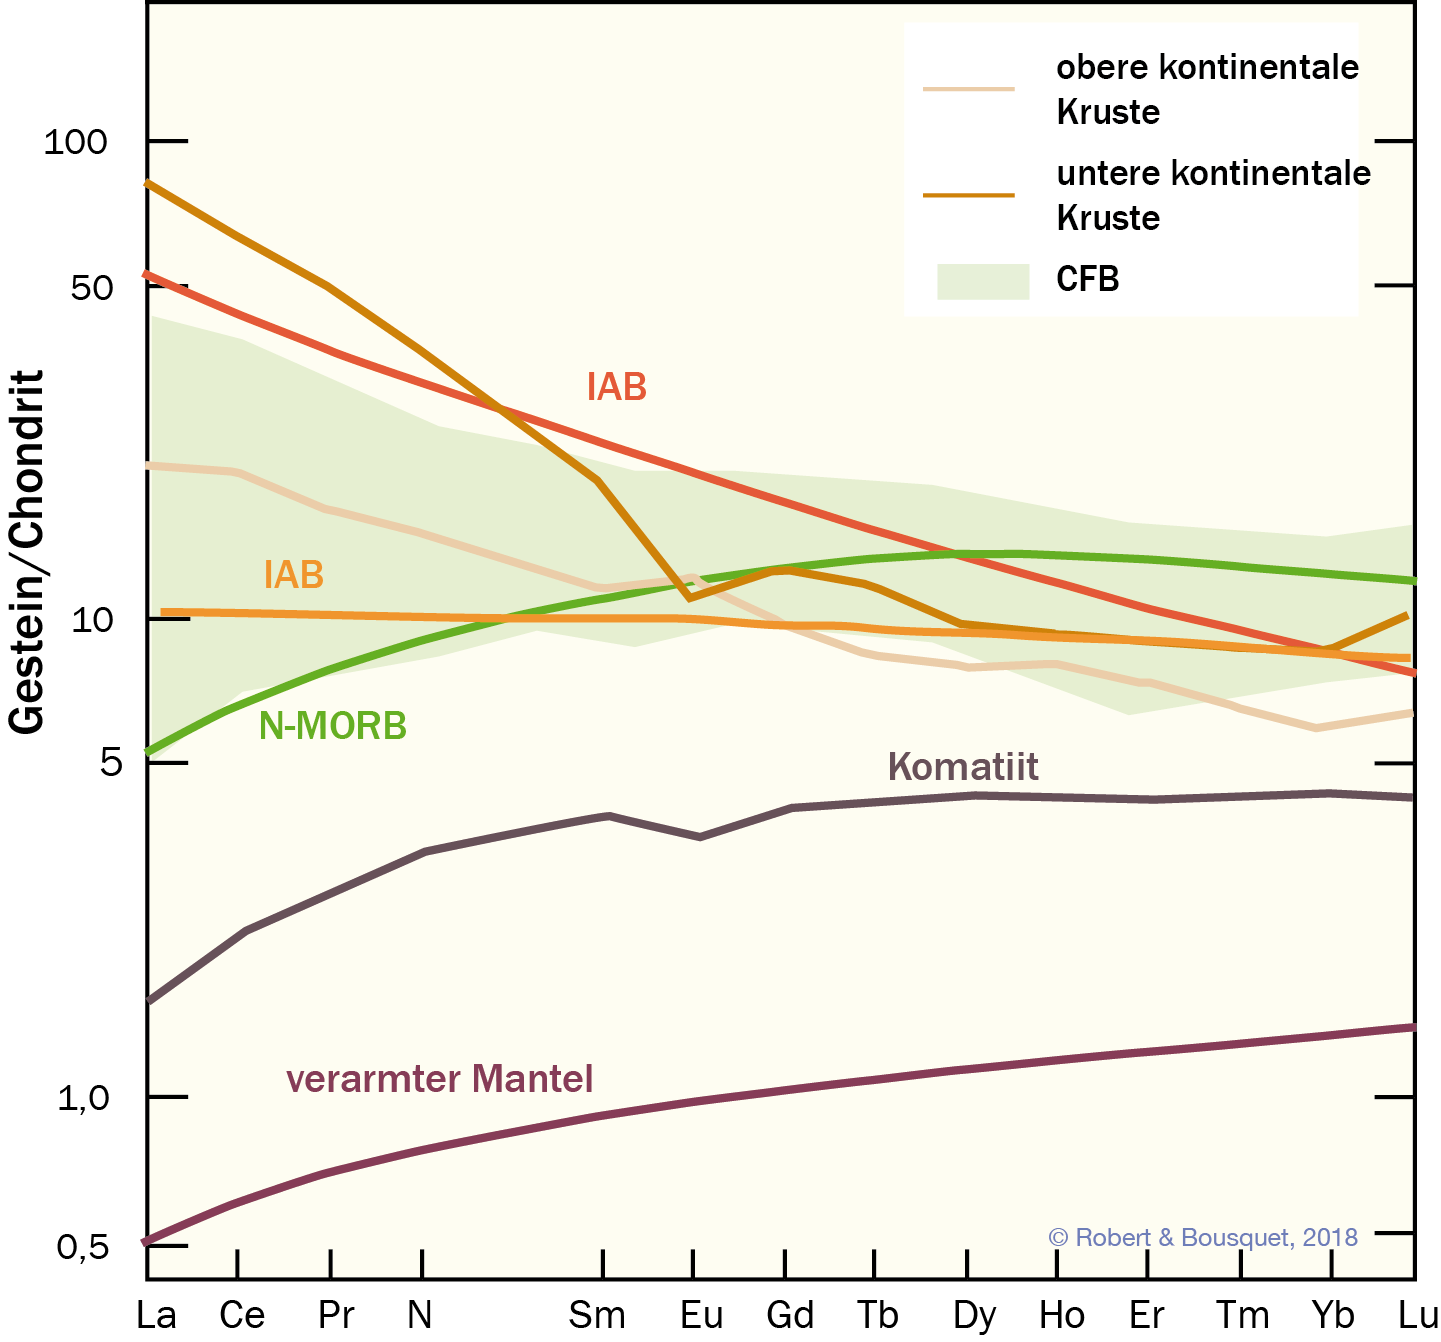 obere kontinentale
Kruste
untere kontinentale
Kruste
CFB
100
50
10
5
1,0
0,5
Gestein/Chondrit
IAB
IAB
N-MORB
Komatiit
verarmter Mantel
© Robert & Bousquet, 2018
La Ce Pr N Sm Eu Gd Tb Dy Ho Er Tm Yb Lu